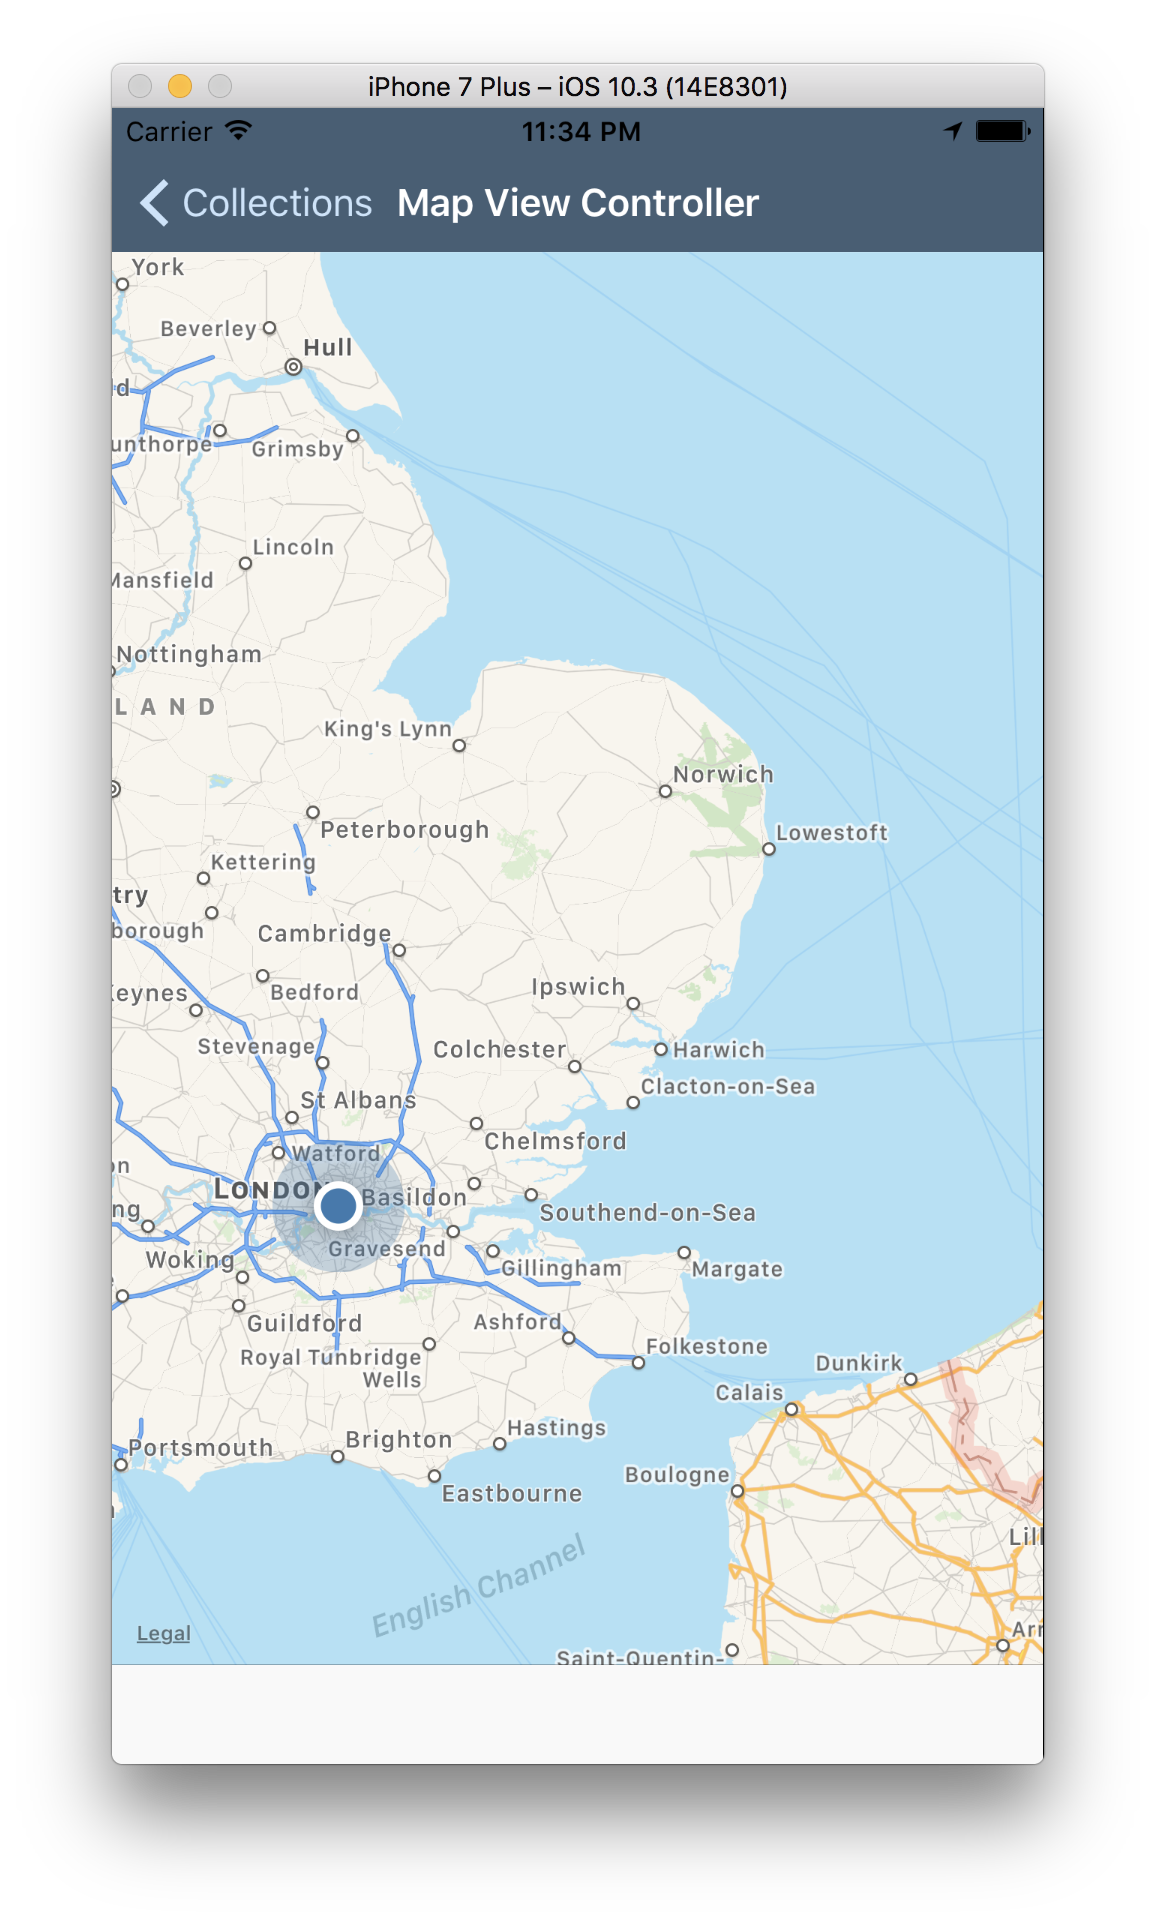 iPhone 7 Plus – iOS 10.3 (14E8301)
Carrier 11:34 PM
Collections Map View Controller
York
Beverley
Hull
d
unthorpe
Grimsby
Lincoln
Mansfield
Nottingham
LAND
King's Lynn
Norwich
Peterborough
Lowestoft
Kettering
try
borough
Cambridge
Ipswich
eynes
Bedford
Stevenage
Colchester
Harwich
Clacton-on-Sea
St Albans
Chelmsford
Watford
on
LONDON
Basildon
ng
Southend-on-Sea
Woking
Gravesend
Gillingham
Margate
Guildford
Ashford
Folkestone
Royal Tunbridge
Wells
Dunkirk
Calais
Hastings
Portsmouth
Brighton
Boulogne
Eastbourne
Lill
English Channel
Legal
Arr
Saint-Quentin-